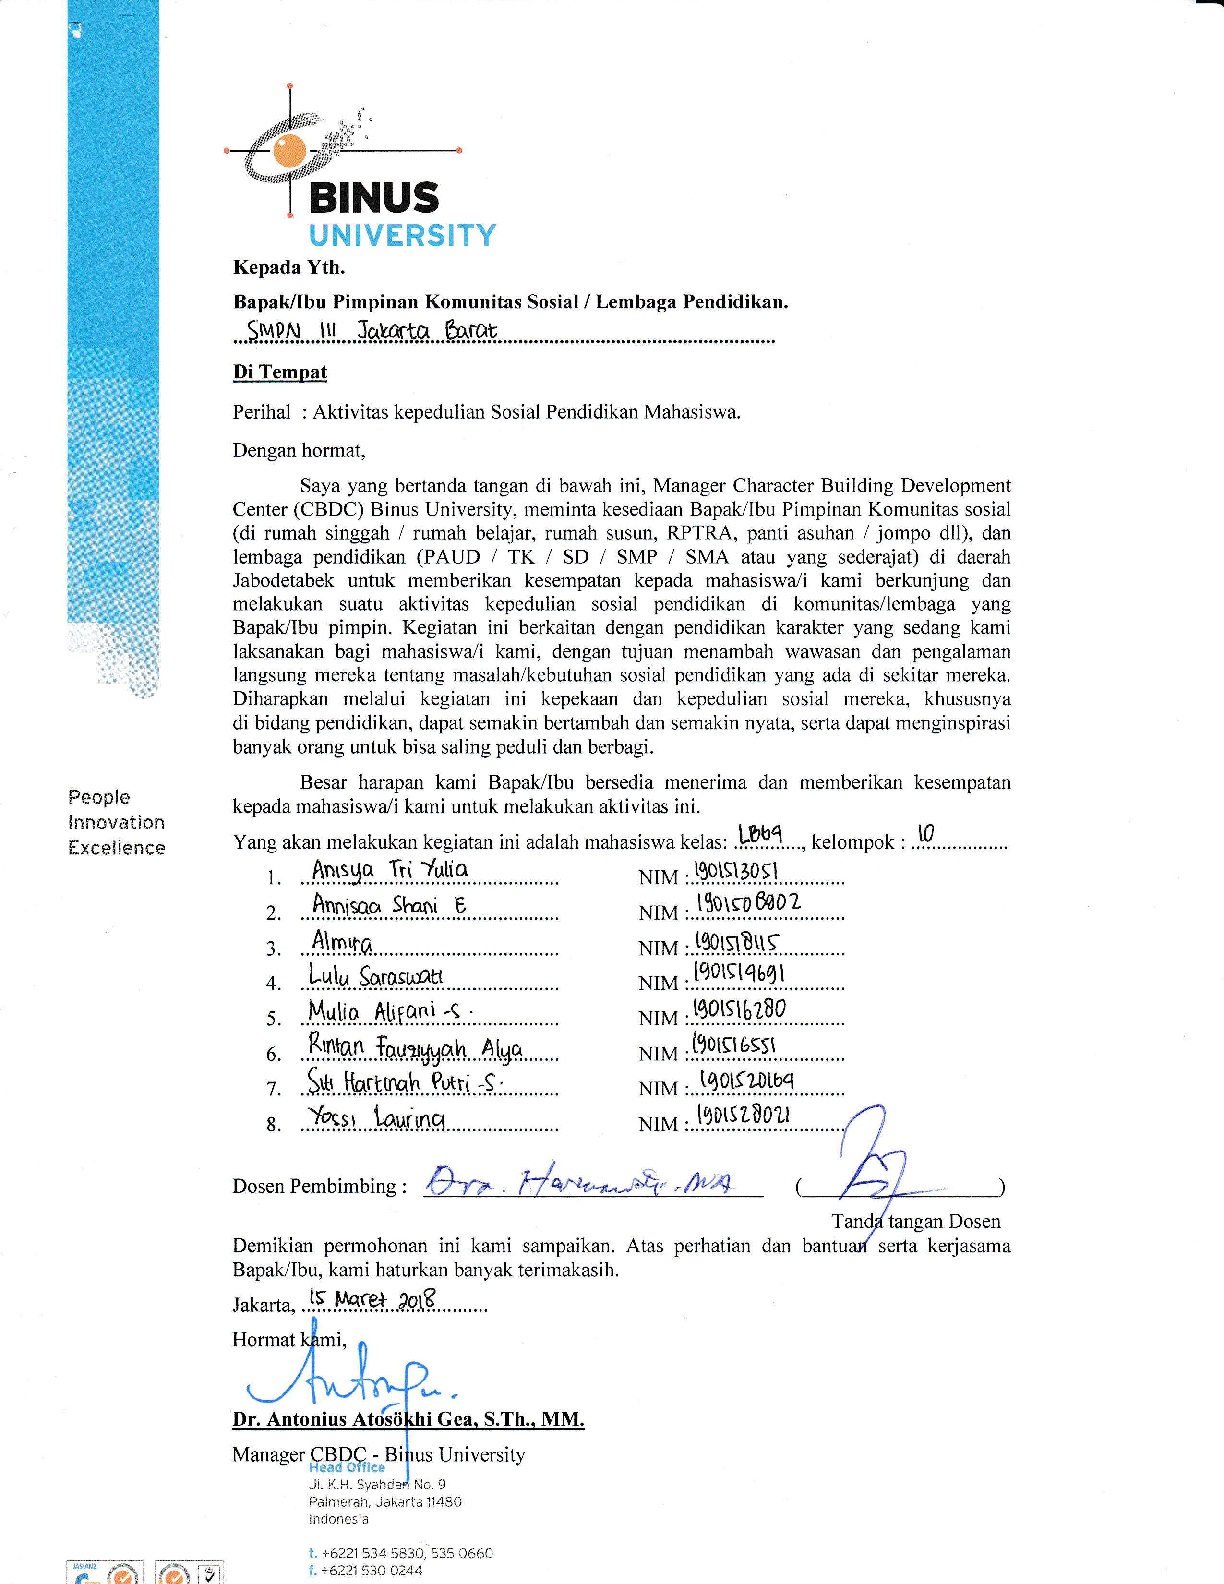 BINUS
UNIVERSITY
Kepada Yth.
Bapak/Ibu Pimpinan Komunitas Sosial / Lembaga Pendidikan.
SMPN 111 Jakarta Barat
Di Tempat
Perihal : Aktivitas kepedulian Sosial Pendidikan Mahasiswa.
Dengan hormat,
Saya yang bertanda tangan di bawah ini, Manager Character Building Development
Center (CBDC) Binus University, meminta kesediaan Bapak/Ibu Pimpinan Komunitas sosial
(di rumah singgah / rumah belajar, rumah susun, RPTRA, panti asuhan / jompo dll), dan
lembaga pendidikan (PAUD / TK / SD / SMP / SMA atau yang sederajat) di daerah
Jabodetabek untuk memberikan kesempatan kepada mahasiswa/i kami berkunjung dan
melakukan suatu aktivitas kepedulian sosial pendidikan di komunitas/lembaga yang
Bapak/Ibu pimpin. Kegiatan ini berkaitan dengan pendidikan karakter yang sedang kami
laksanakan bagi mahasiswa/i kami, dengan tujuan menambah wawasan dan pengalaman
langsung mereka tentang masalah/kebutuhan sosial pendidikan yang ada di sekitar mereka.
Diharapkan melalui kegiatan ini kepekaan dan kepedulian sosial mereka, khususnya
di bidang pendidikan, dapat semakin bertambah dan semakin nyata, serta dapat menginspirasi
banyak orang untuk bisa saling peduli dan berbagi.
Besar harapan kami Bapak/Ibu bersedia menerima dan memberikan kesempatan
kepada mahasiswa/i kami untuk melakukan aktivitas ini.
People
Innovation
Excellence
Yang akan melakukan kegiatan ini adalah mahasiswa kelas: LB69, kelompok : 10
1. Anisya Tri Yulia NIM : 1901513051
2. Annisaa Shani E NIM : 1901508002
3. Almira NIM : 1901518115
4. Lulu Saraswati NIM : 1901519691
5. Mulia Alifani .S. NIM : 1901516280
6. Rintan Fauziyyah Alya NIM : 1901516551
7. Siti Hartinah Putri .S. NIM : 1901520164
8. Yossi Laurina NIM : 1901528021
Dosen Pembimbing : Dra. MA ( )
Tanda tangan Dosen
Demikian permohonan ini kami sampaikan. Atas perhatian dan bantuan serta kerjasama
Bapak/Ibu, kami haturkan banyak terimakasih.
Jakarta, 15 Maret 2018
Hormat kami,
Dr. Antonius Atosökhi Gea, S.Th., MM.
Manager CBDC - Binus University
Head Office
Jl. K.H. Syahdan No. 9
Palmerah, Jakarta 11480
Indonesia
t. +6221 534 5830, 535 0660
f. +6221 530 0244